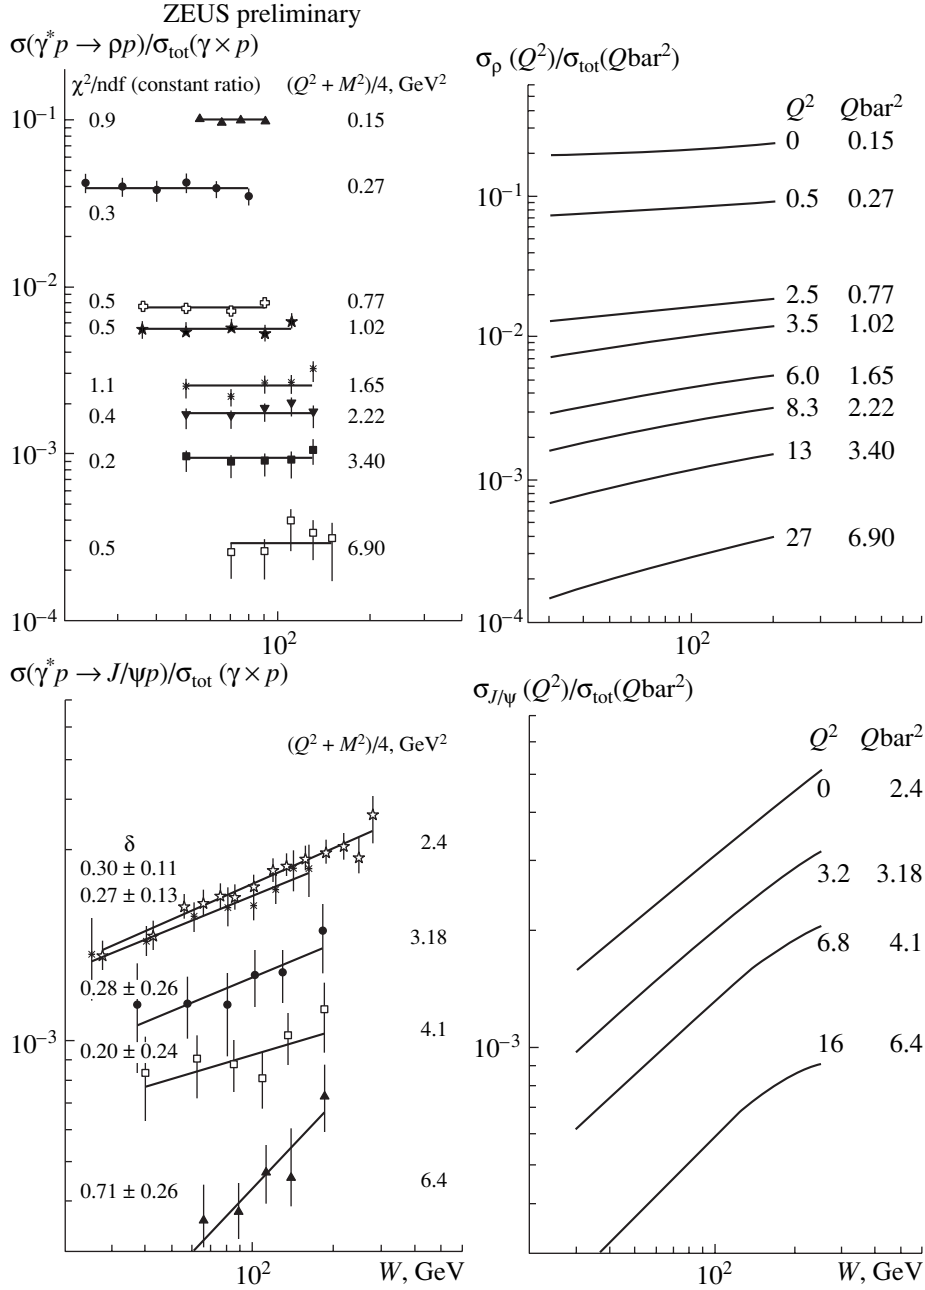 ZEUS preliminary
σ(γ*p → ρp)/σtot(γ × p)
χ²/ndf (constant ratio) (Q² + M²)/4, GeV²
10⁻¹
0.9 0.15
0.27
0.3
10⁻²
0.5 0.77
0.5 1.02
1.1 1.65
0.4 2.22
10⁻³
0.2 3.40
0.5 6.90
10⁻⁴
10²
σρ (Q²)/σtot(Qbar²)
Q² Qbar²
0 0.15
10⁻¹
0.5 0.27
2.5 0.77
3.5 1.02
10⁻²
6.0 1.65
8.3 2.22
13 3.40
10⁻³
27 6.90
10⁻⁴
10²
σ(γ*p → J/ψp)/σtot (γ × p)
(Q² + M²)/4, GeV²
δ
2.4
0.30 ± 0.11
0.27 ± 0.13
3.18
0.28 ± 0.26
4.1
10⁻³
0.20 ± 0.24
6.4
0.71 ± 0.26
10² W, GeV
σJ/ψ (Q²)/σtot(Qbar²)
Q² Qbar²
0 2.4
3.2 3.18
6.8 4.1
10⁻³
16 6.4
10² W, GeV